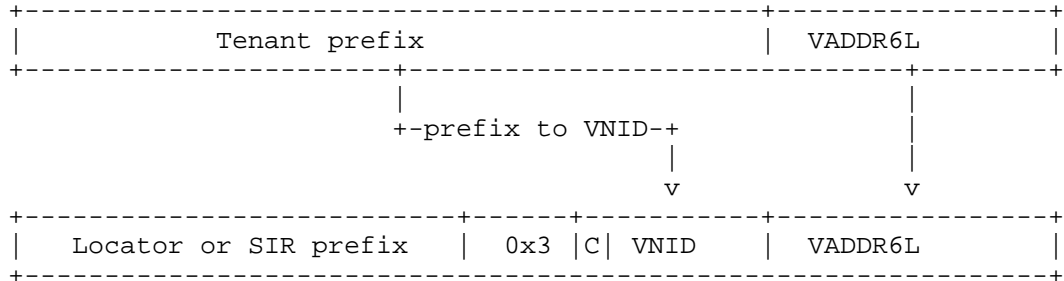 Tenant prefix | VADDR6L
+-prefix to VNID-+
v v
Locator or SIR prefix | 0x3 |C| VNID | VADDR6L